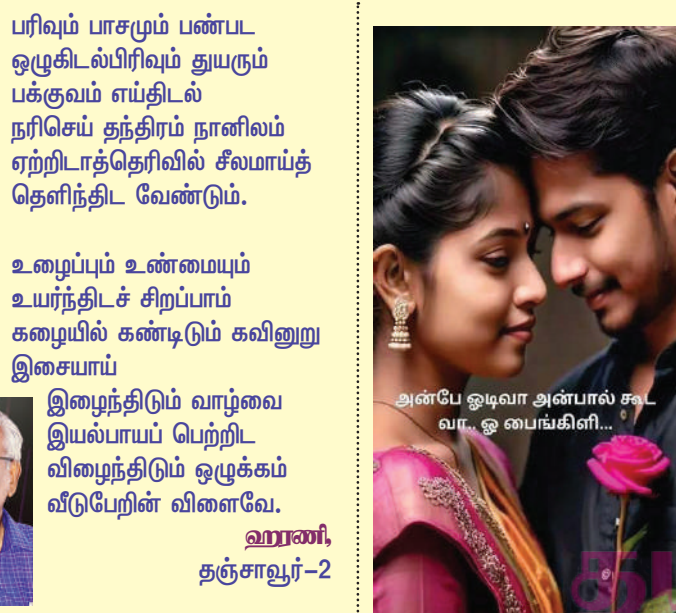 பரிவும் பாசமும் பண்பட
ஒழுகிடல்பிரிவும் துயரும்
பக்குவம் எய்திடல்
நரிசெய் தந்திரம் நானிலம்
ஏற்றிடாத்தெரிவில் சீலமாய்த்
தெளிந்திட வேண்டும்.
உழைப்பும் உண்மையும்
உயர்ந்திடச் சிறப்பாம்
கழையில் கண்டிடும் கவினுறு
இசையாய்
இழைந்திடும் வாழ்வை
இயல்பாயப் பெற்றிட
விழைந்திடும் ஒழுக்கம்
வீடுபேறின் விளைவே.
ஹரணி,
தஞ்சாவூர்–2
அன்பே ஓடிவா அன்பால் கூட
வா.. ஓ பைங்கிளி...